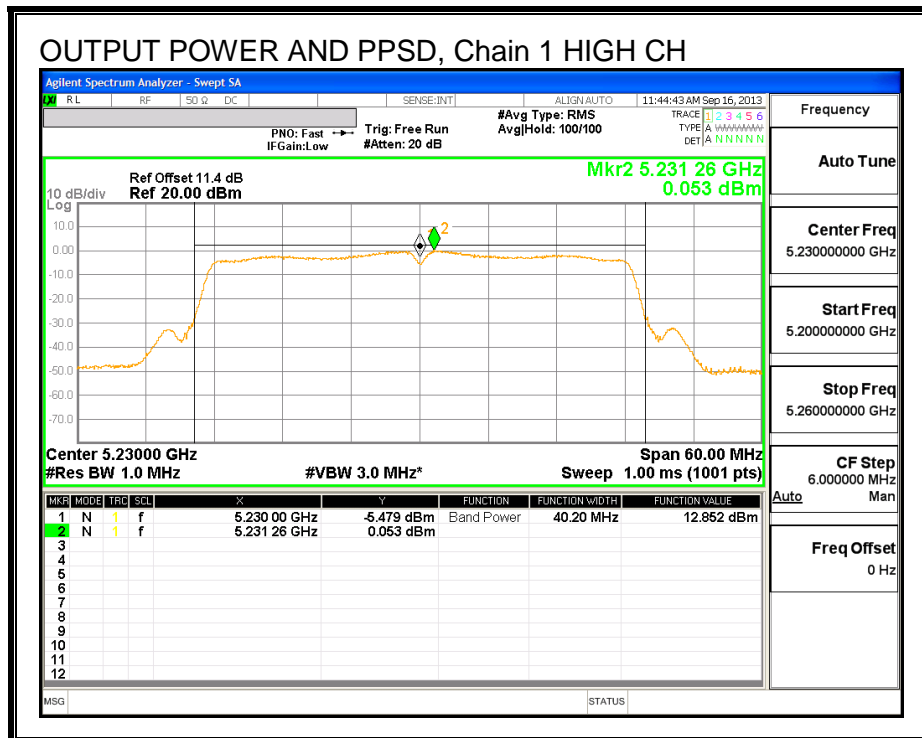 OUTPUT POWER AND PPSD, Chain 1 HIGH CH
Agilent Spectrum Analyzer - Swept SA
LXI RL RF 50 Ω DC SENSE:INT ALIGN AUTO 11:44:43 AM Sep 16, 2013
PNO: Fast
IFGain:Low
Trig: Free Run
#Atten: 20 dB
#Avg Type: RMS
Avg|Hold: 100/100
TRACE 1 2 3 4 5 6
TYPE A WWWWWW
DET A N N N N N
Mkr2 5.231 26 GHz
0.053 dBm
Ref Offset 11.4 dB
10 dB/div Ref 20.00 dBm
Log
10.0
0.00
-10.0
-20.0
-30.0
-40.0
-50.0
-60.0
-70.0
2
Center 5.23000 GHz Span 60.00 MHz
#Res BW 1.0 MHz #VBW 3.0 MHz* Sweep 1.00 ms (1001 pts)
MKR MODE TRC SCL X Y FUNCTION FUNCTION WIDTH FUNCTION VALUE
1 N 1 f 5.230 00 GHz -5.479 dBm Band Power 40.20 MHz 12.852 dBm
2 N 1 f 5.231 26 GHz 0.053 dBm
3
4
5
6
7
8
9
10
11
12
MSG STATUS
Frequency
Auto Tune
Center Freq
5.230000000 GHz
Start Freq
5.200000000 GHz
Stop Freq
5.260000000 GHz
CF Step
6.000000 MHz
Auto Man
Freq Offset
0 Hz